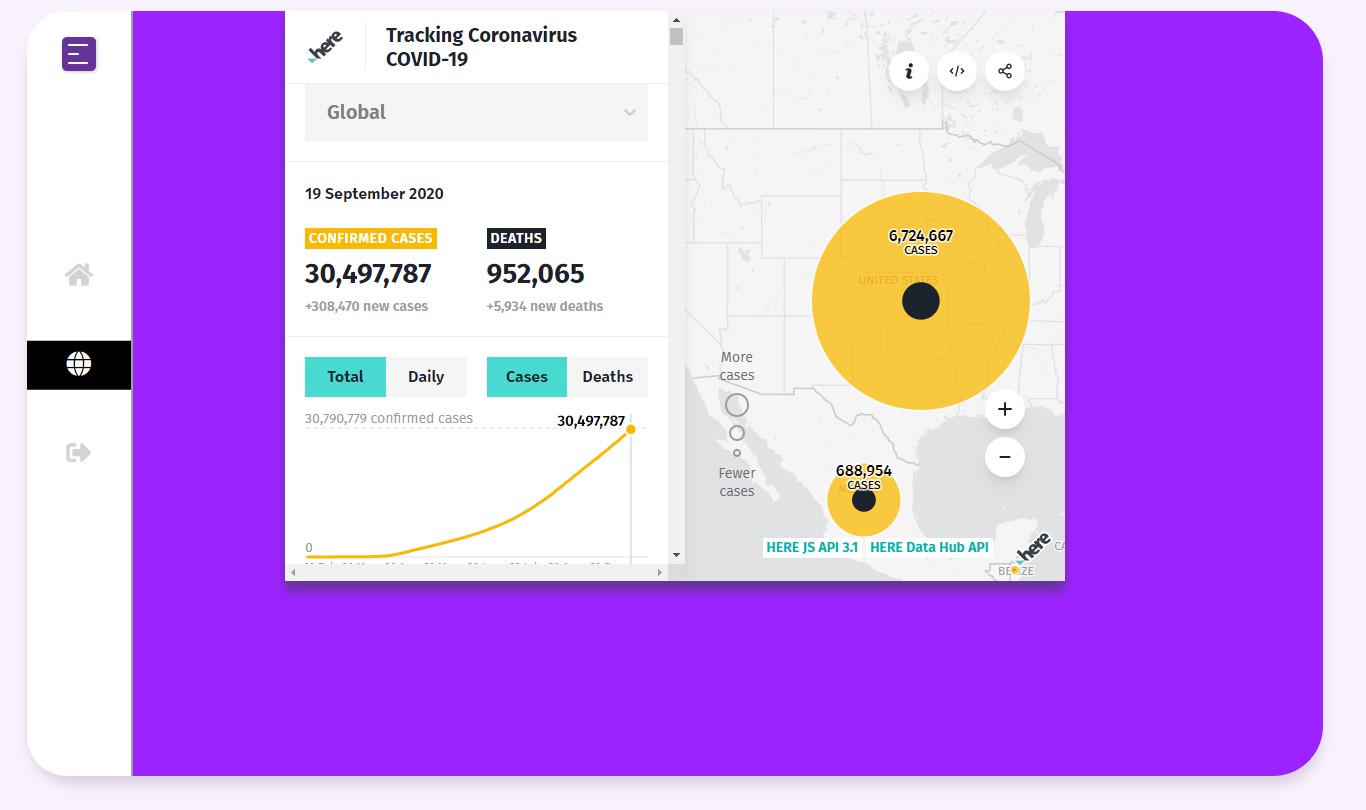 here
Tracking Coronavirus
COVID-19
Global
19 September 2020
CONFIRMED CASES
DEATHS
30,497,787
952,065
+308,470 new cases
+5,934 new deaths
Total
Daily
Cases
Deaths
30,790,779 confirmed cases
30,497,787
0
6,724,667
CASES
UNITED STATES
More
cases
Fewer
cases
688,954
CASES
HERE JS API 3.1
HERE Data Hub API
here